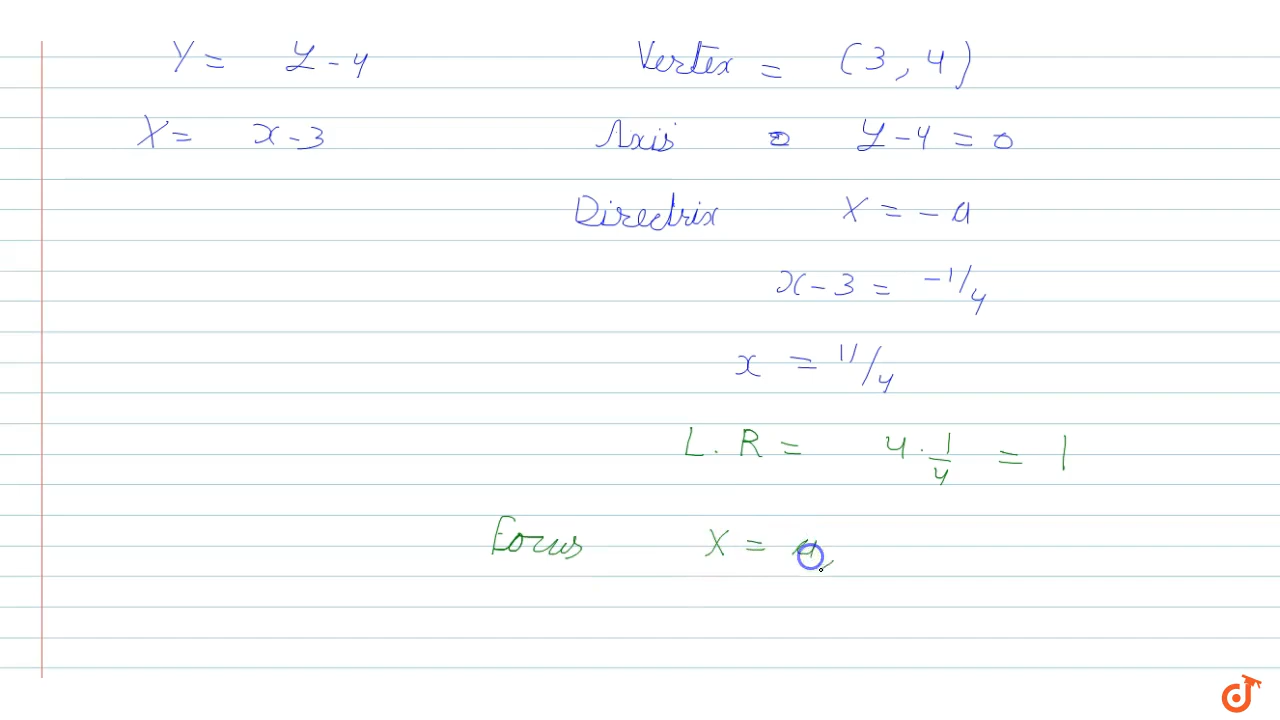 Y = y - 4 Vertex = (3, 4)
X = x - 3 Axis = y - 4 = 0
Directrix X = - a
x - 3 = -1/4
x = 11/4
L.R = 4 . 1/4 = 1
Focus X = a,